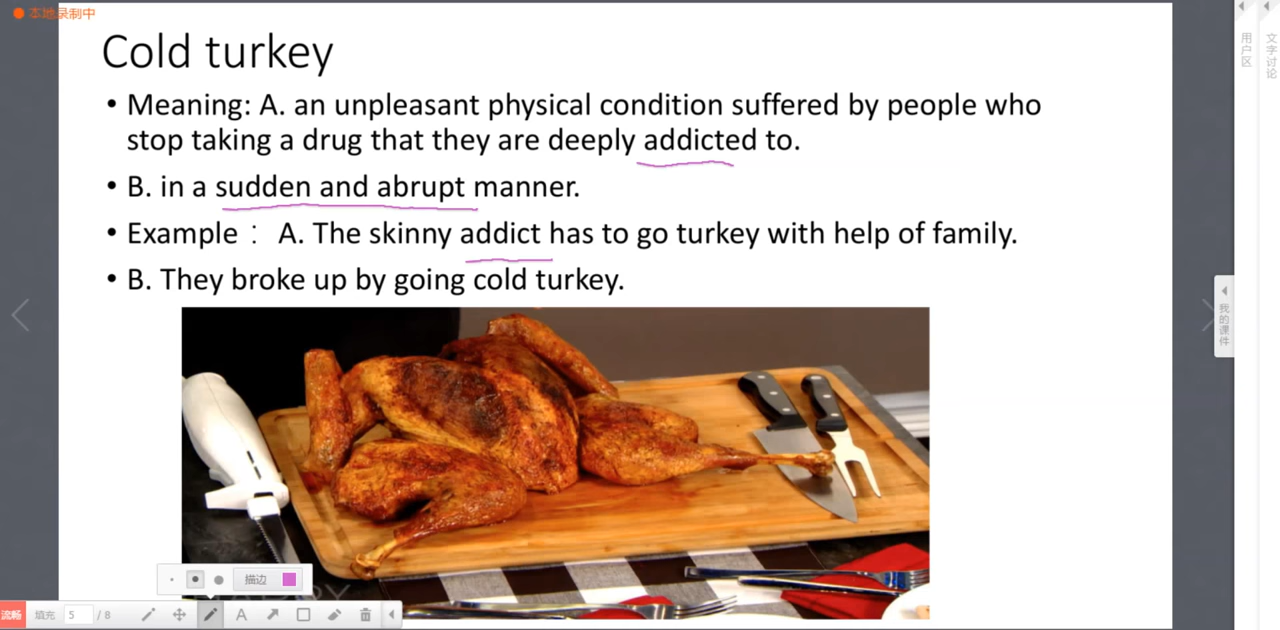 本地录制中
Cold turkey
• Meaning: A. an unpleasant physical condition suffered by people who
stop taking a drug that they are deeply addicted to.
• B. in a sudden and abrupt manner.
• Example： A. The skinny addict has to go turkey with help of family.
• B. They broke up by going cold turkey.
用户区
文字讨论
我的课件
描边
流畅 填充 5 / 8 A